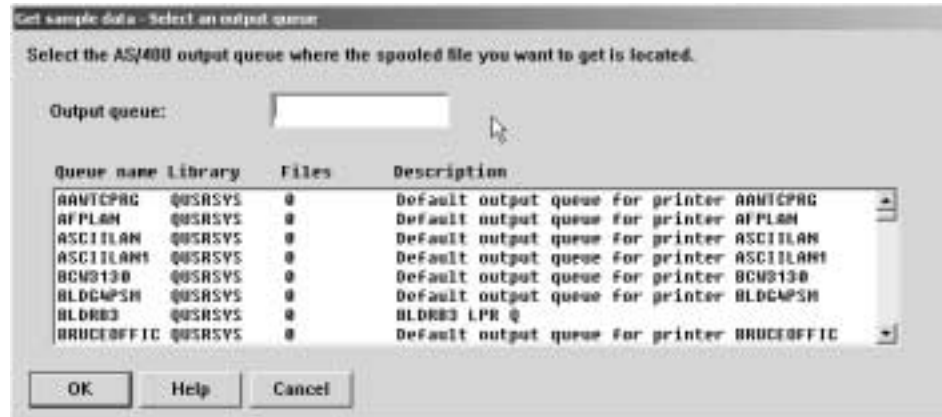 Get sample data - Select an output queue
Select the AS/400 output queue where the spooled file you want to get is located.
Output queue:
Queue name Library Files Description
QUSRSYS 0 Default output queue for printer
AFPLAN QUSRSYS 0 Default output queue for printer AFPLAN
ASCIILAN QUSRSYS 0 Default output queue for printer ASCIILAN
ASCIILAN1 QUSRSYS 0 Default output queue for printer ASCIILAN1
BCW3130 QUSRSYS 0 Default output queue for printer BCW3130
BLDG4PSM QUSRSYS 0 Default output queue for printer BLDG4PSM
BLDRB3 QUSRSYS 0 BLDRB3 LPR Q
BRUCEOFFIC QUSRSYS 0 Default output queue for printer BRUCEOFFIC
OK Help Cancel